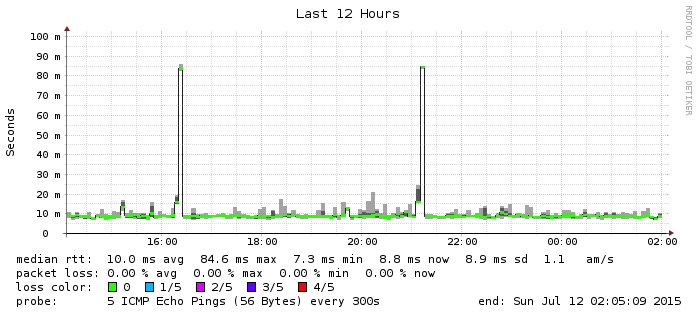 Last 12 Hours
RRDTOOL / TOBI OETIKER
Seconds
100 m
90 m
80 m
70 m
60 m
50 m
40 m
30 m
20 m
10 m
0
16:00 18:00 20:00 22:00 00:00 02:00
median rtt: 10.0 ms avg 84.6 ms max 7.3 ms min 8.8 ms now 8.9 ms sd 1.1 am/s
packet loss: 0.00 % avg 0.00 % max 0.00 % min 0.00 % now
loss color: 0 1/5 2/5 3/5 4/5
probe: 5 ICMP Echo Pings (56 Bytes) every 300s end: Sun Jul 12 02:05:09 2015